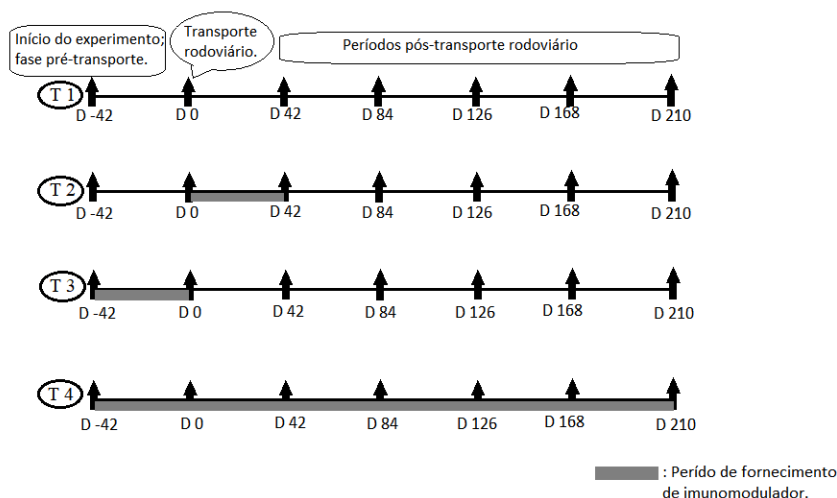 Início do experimento;
fase pré-transporte.
Transporte
rodoviário.
Períodos pós-transporte rodoviário
T 1
D -42 D 0 D 42 D 84 D 126 D 168 D 210
T 2
D -42 D 0 D 42 D 84 D 126 D 168 D 210
T 3
D -42 D 0 D 42 D 84 D 126 D 168 D 210
T 4
D -42 D 0 D 42 D 84 D 126 D 168 D 210
: Perído de fornecimento
de imunomodulador.